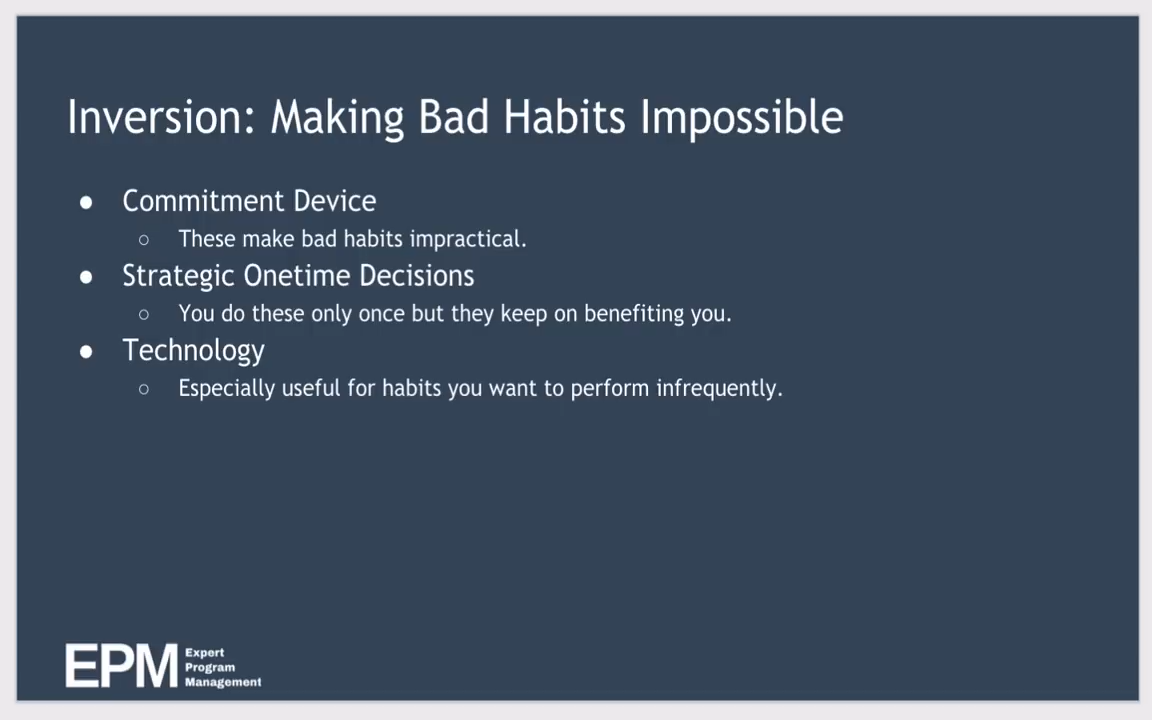 Inversion: Making Bad Habits Impossible
● Commitment Device
○ These make bad habits impractical.
● Strategic Onetime Decisions
○ You do these only once but they keep on benefiting you.
● Technology
○ Especially useful for habits you want to perform infrequently.
EPM
Expert
Program
Management